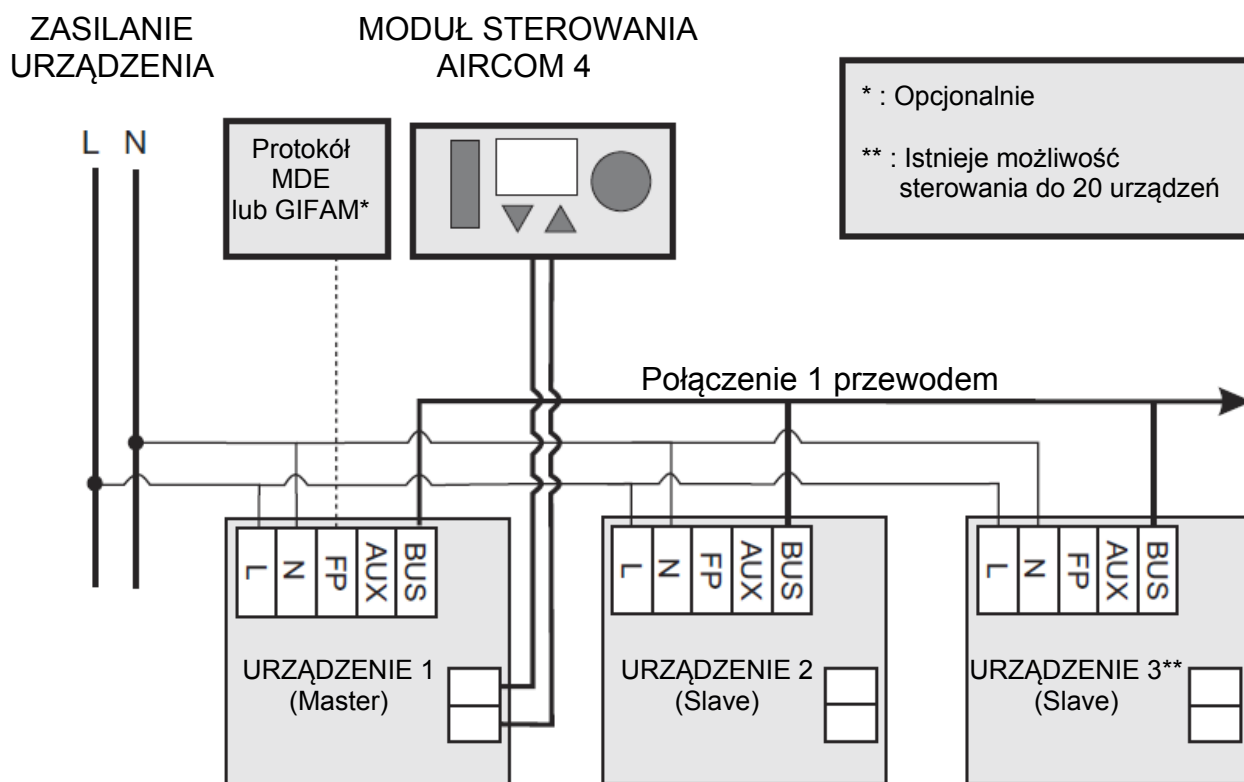 ZASILANIE
URZĄDZENIA
MODUŁ STEROWANIA
AIRCOM 4
* : Opcjonalnie
** : Istnieje możliwość
sterowania do 20 urządzeń
L N
Protokół
MDE
lub GIFAM*
Połączenie 1 przewodem
L N FP AUX BUS
L N FP AUX BUS
L N FP AUX BUS
URZĄDZENIE 1
(Master)
URZĄDZENIE 2
(Slave)
URZĄDZENIE 3**
(Slave)